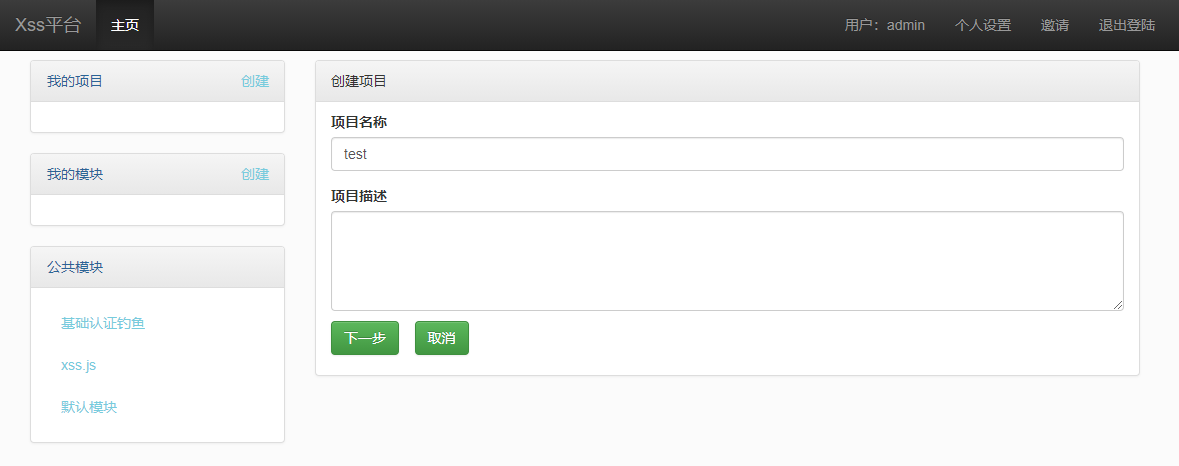 Xss平台 主页 用户：admin 个人设置 邀请 退出登陆
我的项目 创建
我的模块 创建
公共模块
基础认证钓鱼
xss.js
默认模块
创建项目
项目名称
test
项目描述
下一步 取消